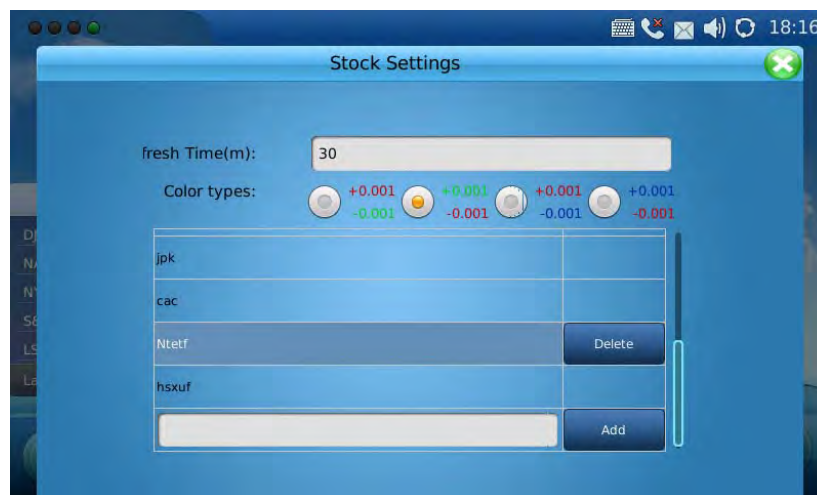 18:16
Stock Settings
fresh Time(m): 30
Color types: +0.001 +0.001 +0.001 +0.001
-0.001 -0.001 -0.001 -0.001
jpk
cac
Ntetf Delete
hsxuf
Add